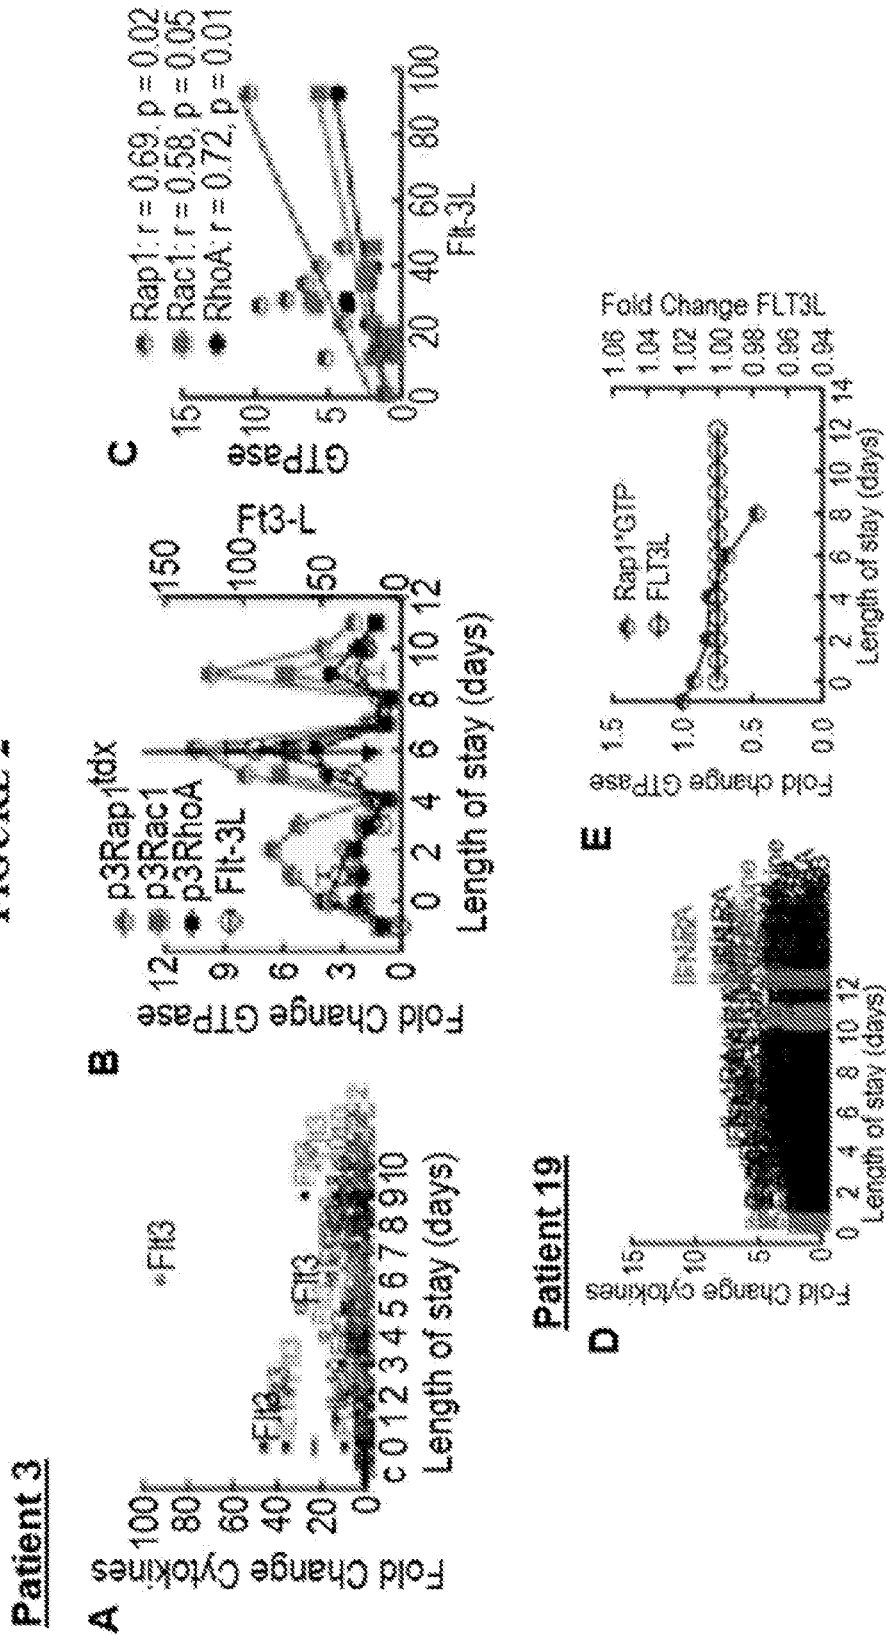 Patient 3
A
Fold Change Cytokines
100
80
60
40
20
0
Flt3
Flt3
Flt3
c 0 1 2 3 4 5 6 7 8 9 10
Length of stay (days)
B
Fold Change GTPase
12
9
6
3
0
p3Rap1tdx
p3Rac1
p3RhoA
Flt-3L
150
100
50
0
Ft3-L
0 2 4 6 8 10 12
Length of stay (days)
C
GTPase
15
10
5
0
Rap1: r = 0.69, p = 0.02
Rac1: r = 0.58, p = 0.05
RhoA: r = 0.72, p = 0.01
0 20 40 60 80 100
Flt-3L
Patient 19
D
Fold Change cytokines
15
10
5
0
0 2 4 6 8 10 12
Length of stay (days)
E
Fold change GTPase
1.5
1.0
0.5
0.0
Rap1*GTP
FLT3L
Fold Change FLT3L
1.06
1.04
1.02
1.00
0.98
0.96
0.94
0 2 4 6 8 10 12 14
Length of stay (days)